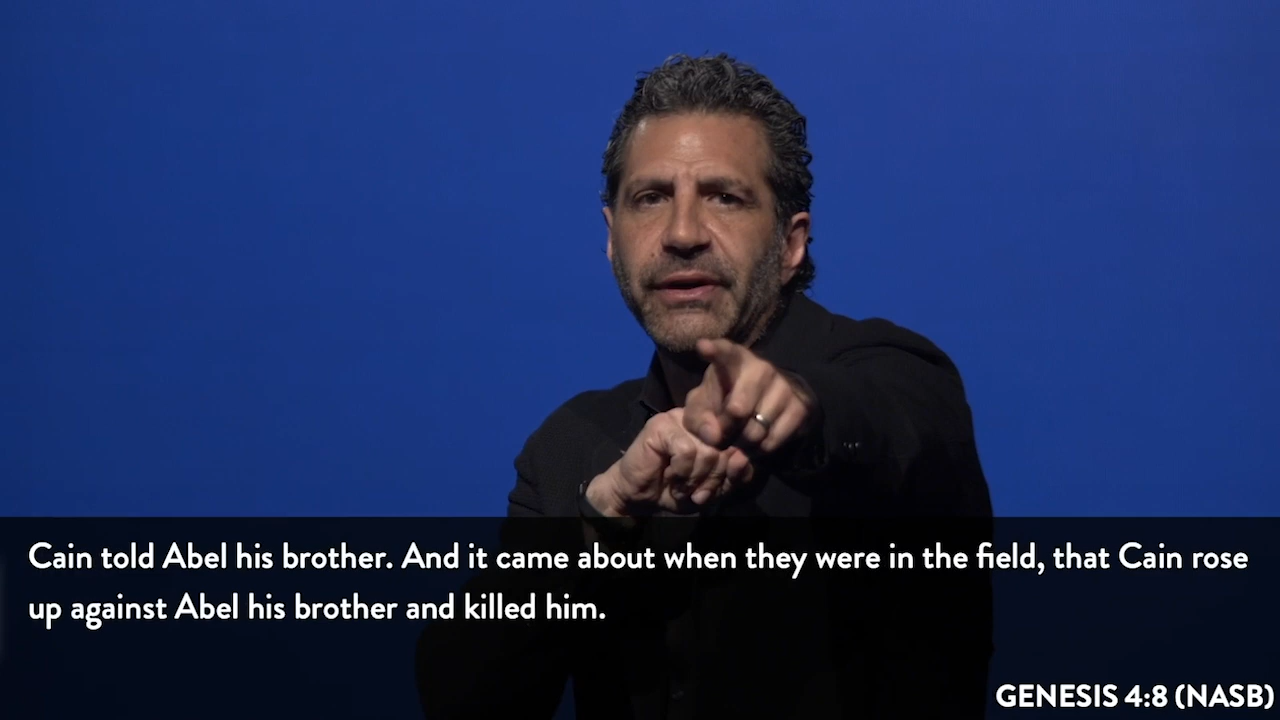 Cain told Abel his brother. And it came about when they were in the field, that Cain rose
up against Abel his brother and killed him.
GENESIS 4:8 (NASB)